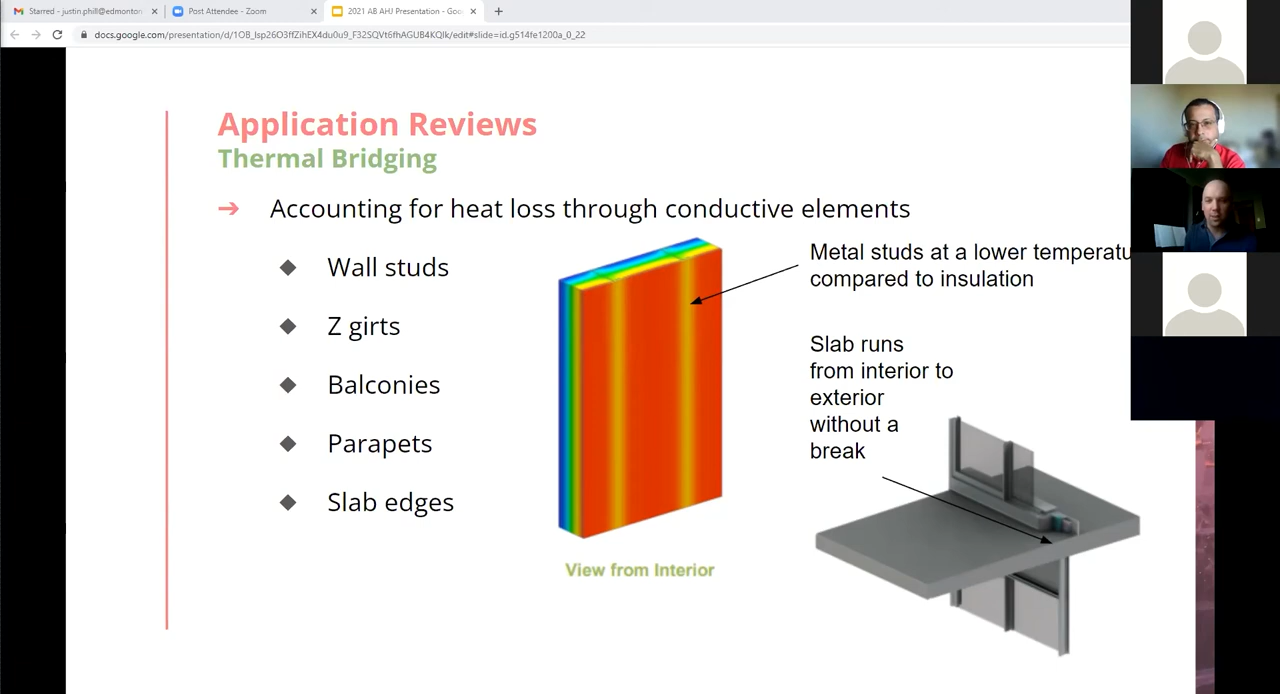 Starred - justin.phill@edmonton
Post Attendee - Zoom
2021 AB AHJ Presentation - Goo
docs.google.com/presentation/d/1OB_Isp26O3ffZihEX4du0u9_F32SQVt6fhAGUB4KQlk/edit#slide=id.g514fe1200a_0_22
Application Reviews
Thermal Bridging
Accounting for heat loss through conductive elements
Wall studs
Z girts
Balconies
Parapets
Slab edges
Metal studs at a lower temperatu
compared to insulation
Slab runs
from interior to
exterior
without a
break
View from Interior